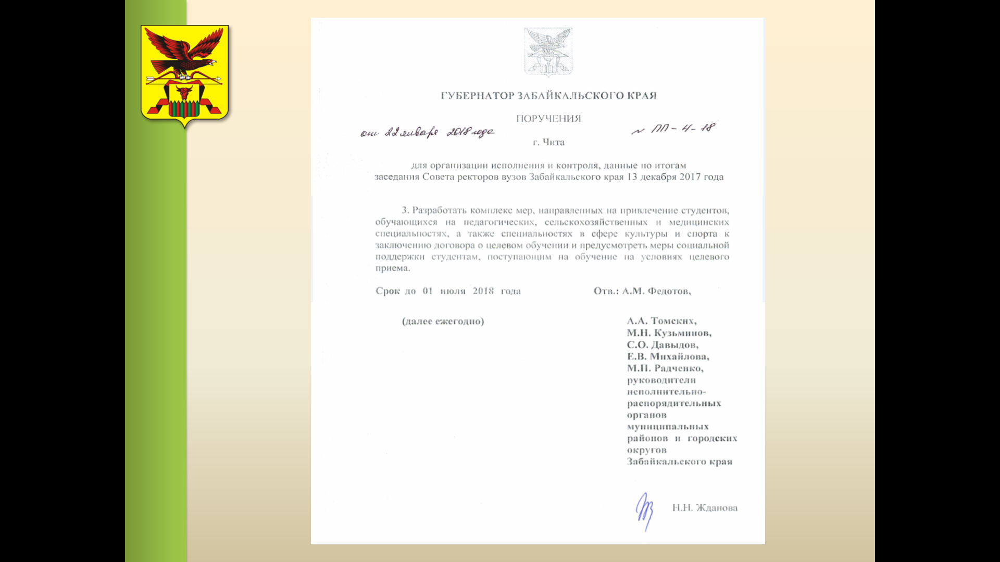 ГУБЕРНАТОР ЗАБАЙКАЛЬСКОГО КРАЯ
ПОРУЧЕНИЯ
от 22 января 2018 года № ПП-4-18
г. Чита
для организации исполнения и контроля, данные по итогам
заседания Совета ректоров вузов Забайкальского края 13 декабря 2017 года
3. Разработать комплекс мер, направленных на привлечение студентов,
обучающихся на педагогических, сельскохозяйственных и медицинских
специальностях, а также специальностях в сфере культуры и спорта к
заключению договора о целевом обучении и предусмотреть меры социальной
поддержки студентам, поступающим на обучение на условиях целевого
приема.
Срок до 01 июля 2018 года Отв.: А.М. Федотов,
(далее ежегодно) А.А. Томских,
М.Н. Кузьминов,
С.О. Давыдов,
Е.В. Михайлова,
М.П. Радченко,
руководители
исполнительно-
распорядительных
органов
муниципальных
районов и городских
округов
Забайкальского края
Н.Н. Жданова